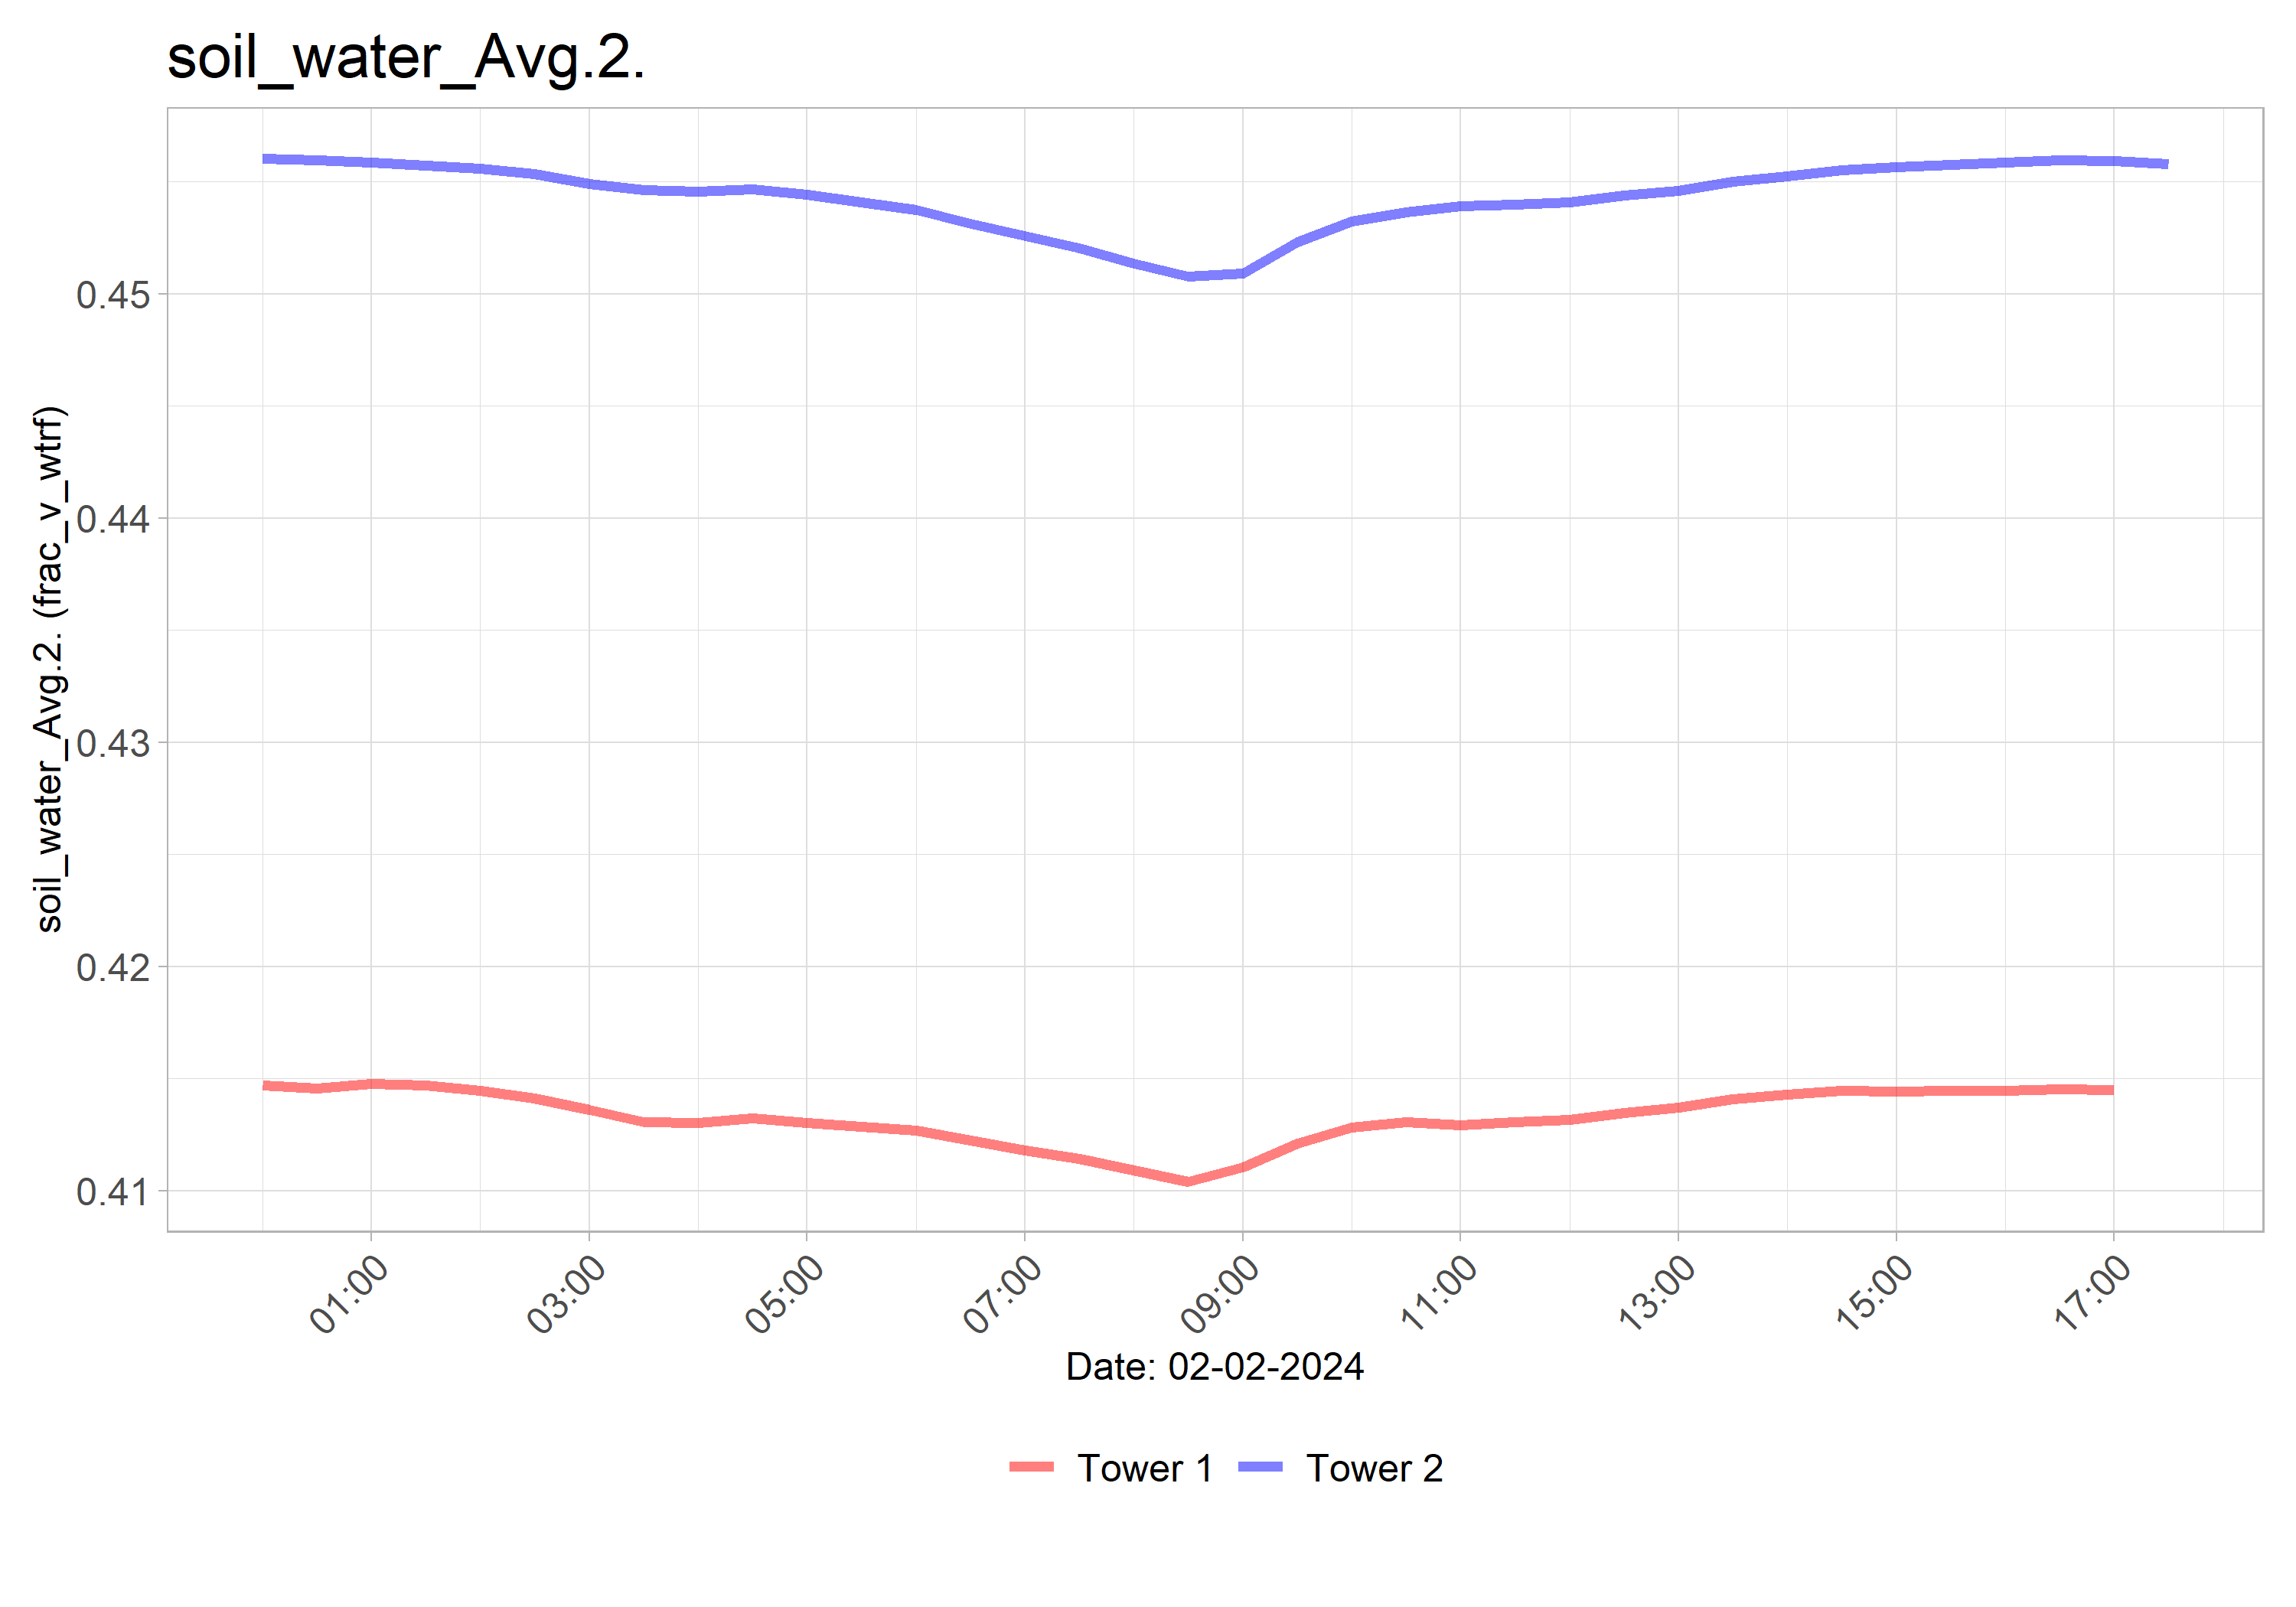 soil_water_Avg.2.
soil_water_Avg.2. (frac_v_wtrf)
0.45
0.44
0.43
0.42
0.41
01:00
03:00
05:00
07:00
09:00
11:00
13:00
15:00
17:00
Date: 02-02-2024
Tower 1
Tower 2